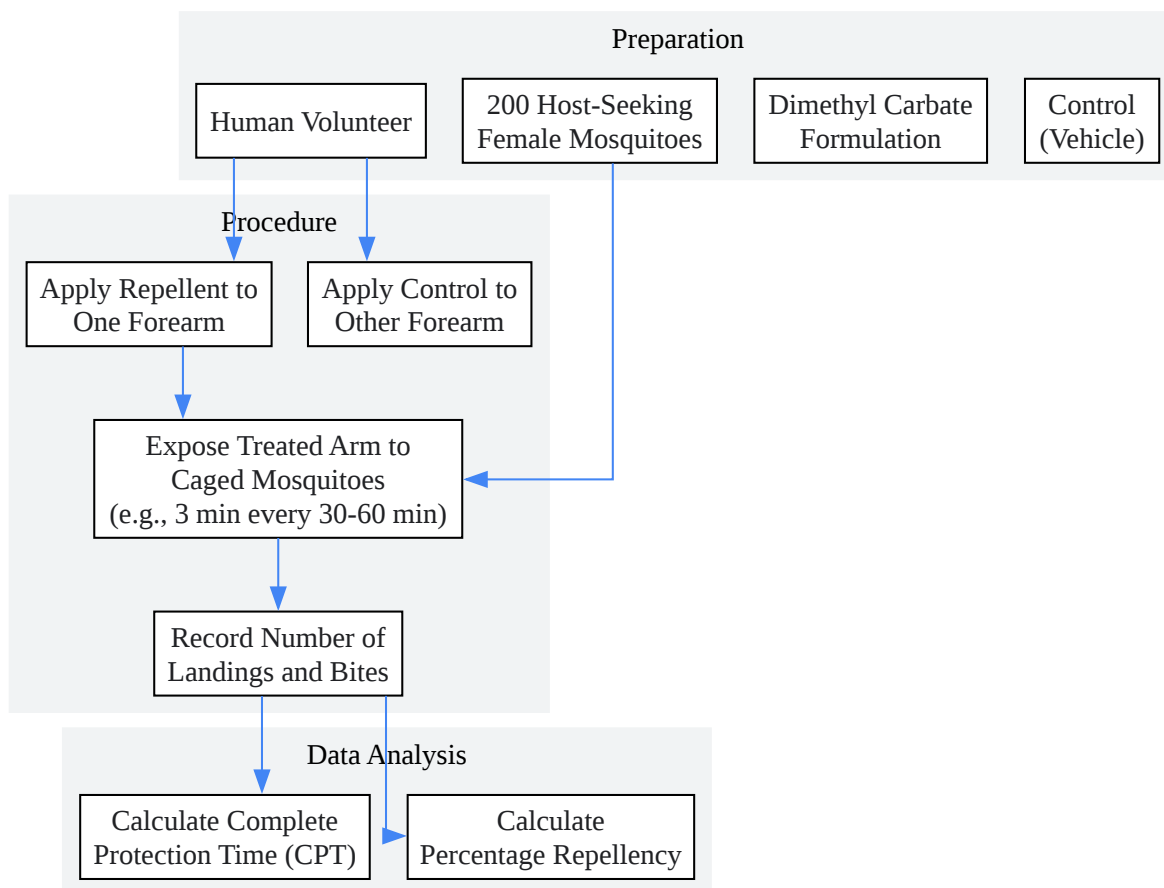 Preparation
Human Volunteer
200 Host-Seeking
Female Mosquitoes
Dimethyl Carbate
Formulation
Control
(Vehicle)
Procedure
Apply Repellent to
One Forearm
Apply Control to
Other Forearm
Expose Treated Arm to
Caged Mosquitoes
(e.g., 3 min every 30-60 min)
Record Number of
Landings and Bites
Data Analysis
Calculate Complete
Protection Time (CPT)
Calculate
Percentage Repellency